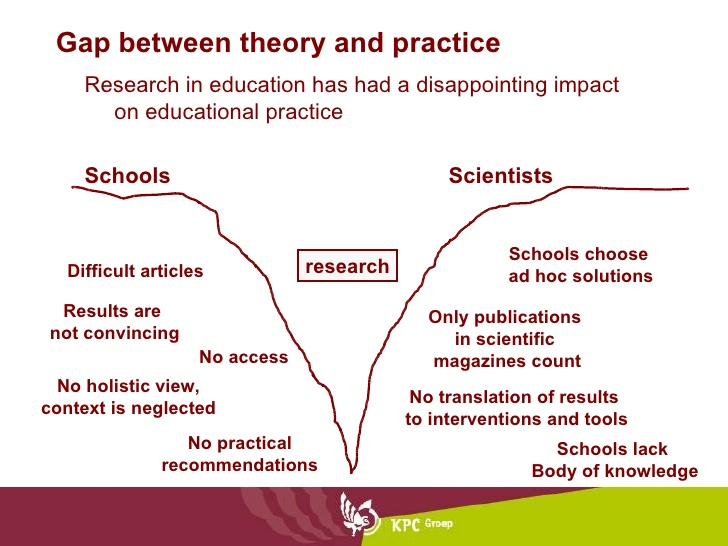 Gap between theory and practice
Research in education has had a disappointing impact
on educational practice
Schools
Scientists
research
Difficult articles
Results are
not convincing
No access
No holistic view,
context is neglected
No practical
recommendations
Schools choose
ad hoc solutions
Only publications
in scientific
magazines count
No translation of results
to interventions and tools
Schools lack
Body of knowledge
KPC Groep